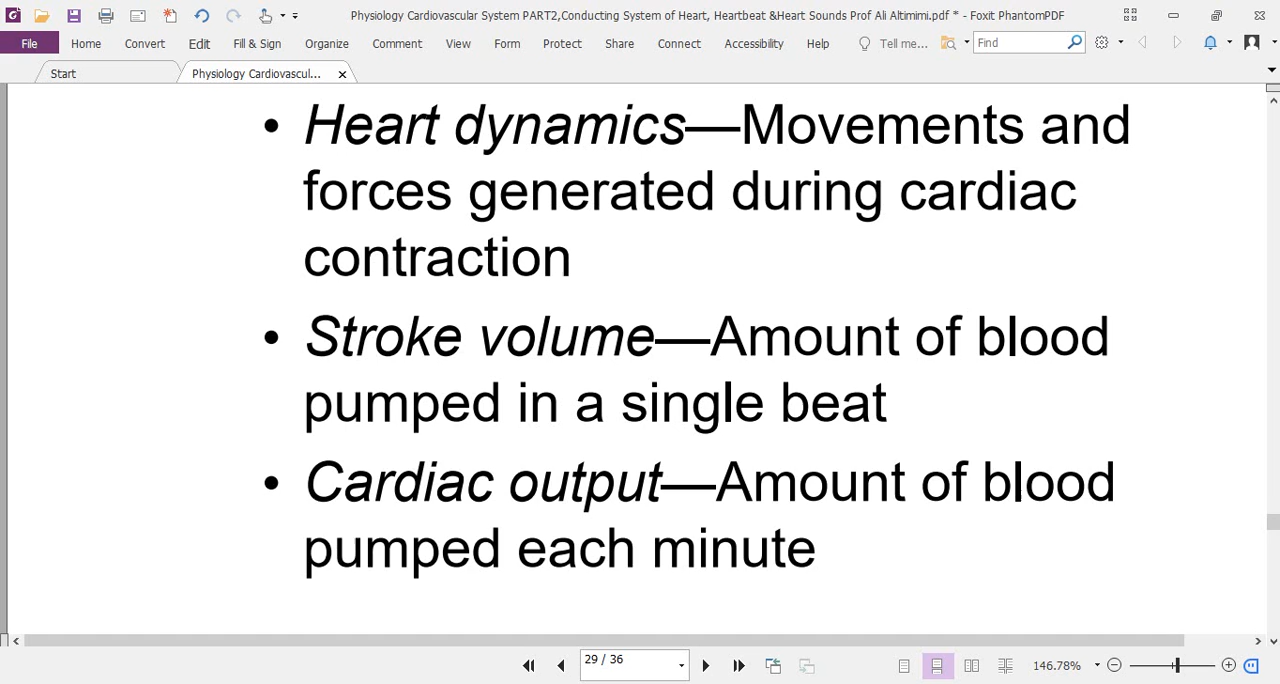 Physiology Cardiovascular System PART2,Conducting System of Heart, Heartbeat &Heart Sounds Prof Ali Altimimi.pdf * - Foxit PhantomPDF
File Home Convert Edit Fill & Sign Organize Comment View Form Protect Share Connect Accessibility Help Tell me... Find
Start Physiology Cardiovascul...
• Heart dynamics—Movements and
forces generated during cardiac
contraction
• Stroke volume—Amount of blood
pumped in a single beat
• Cardiac output—Amount of blood
pumped each minute
29 / 36 146.78%